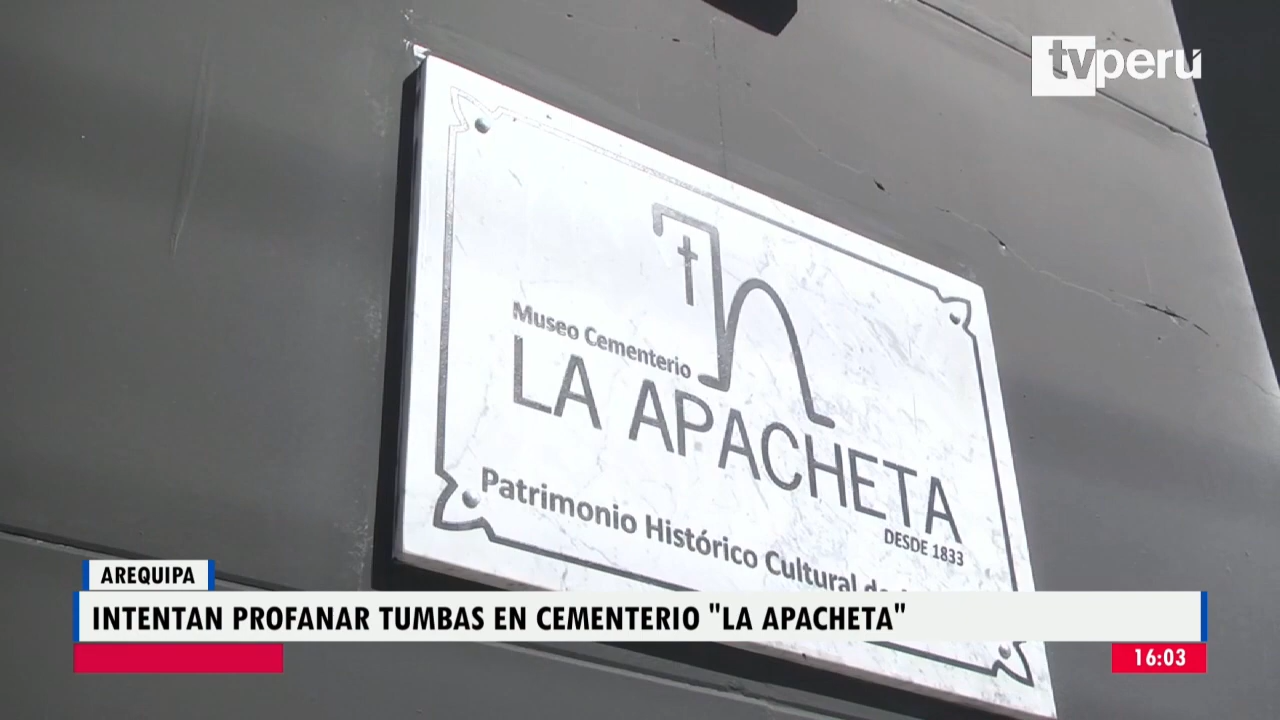 tvperú
Museo Cementerio
LA APACHETA
DESDE 1833
Patrimonio Histórico Cultural
AREQUIPA
INTENTAN PROFANAR TUMBAS EN CEMENTERIO "LA APACHETA"
16:03